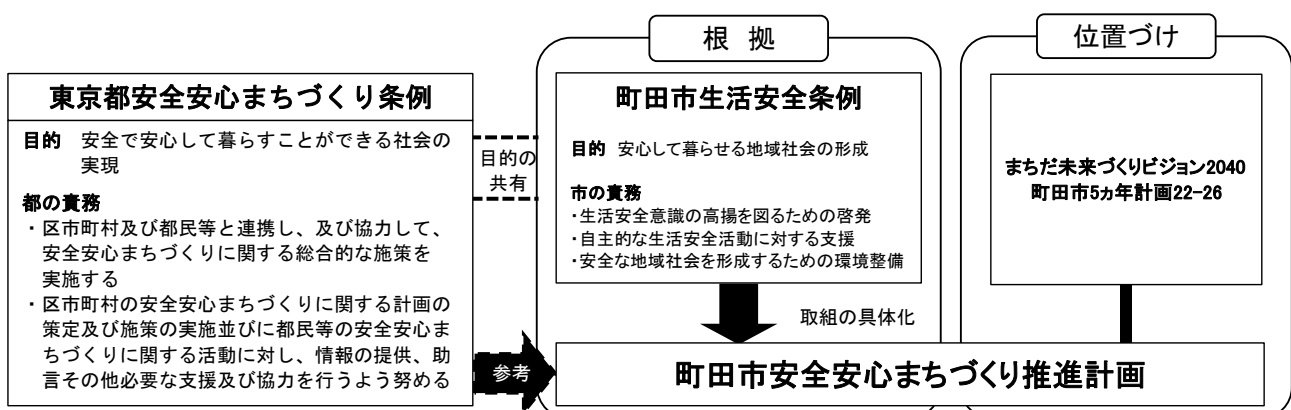 根 拠
位置づけ
東京都安全安心まちづくり条例
目的 安全で安心して暮らすことができる社会の
実現
都の責務
・区市町村及び都民等と連携し、及び協力して、
安全安心まちづくりに関する総合的な施策を
実施する
・区市町村の安全安心まちづくりに関する計画の
策定及び施策の実施並びに都民等の安全安心ま
ちづくりに関する活動に対し、情報の提供、助
言その他必要な支援及び協力を行うよう努める
目的の
共有
参考
町田市生活安全条例
目的 安心して暮らせる地域社会の形成
市の責務
・生活安全意識の高揚を図るための啓発
・自主的な生活安全活動に対する支援
・安全な地域社会を形成するための環境整備
取組の具体化
まちだ未来づくりビジョン2040
町田市5ヵ年計画22-26
町田市安全安心まちづくり推進計画